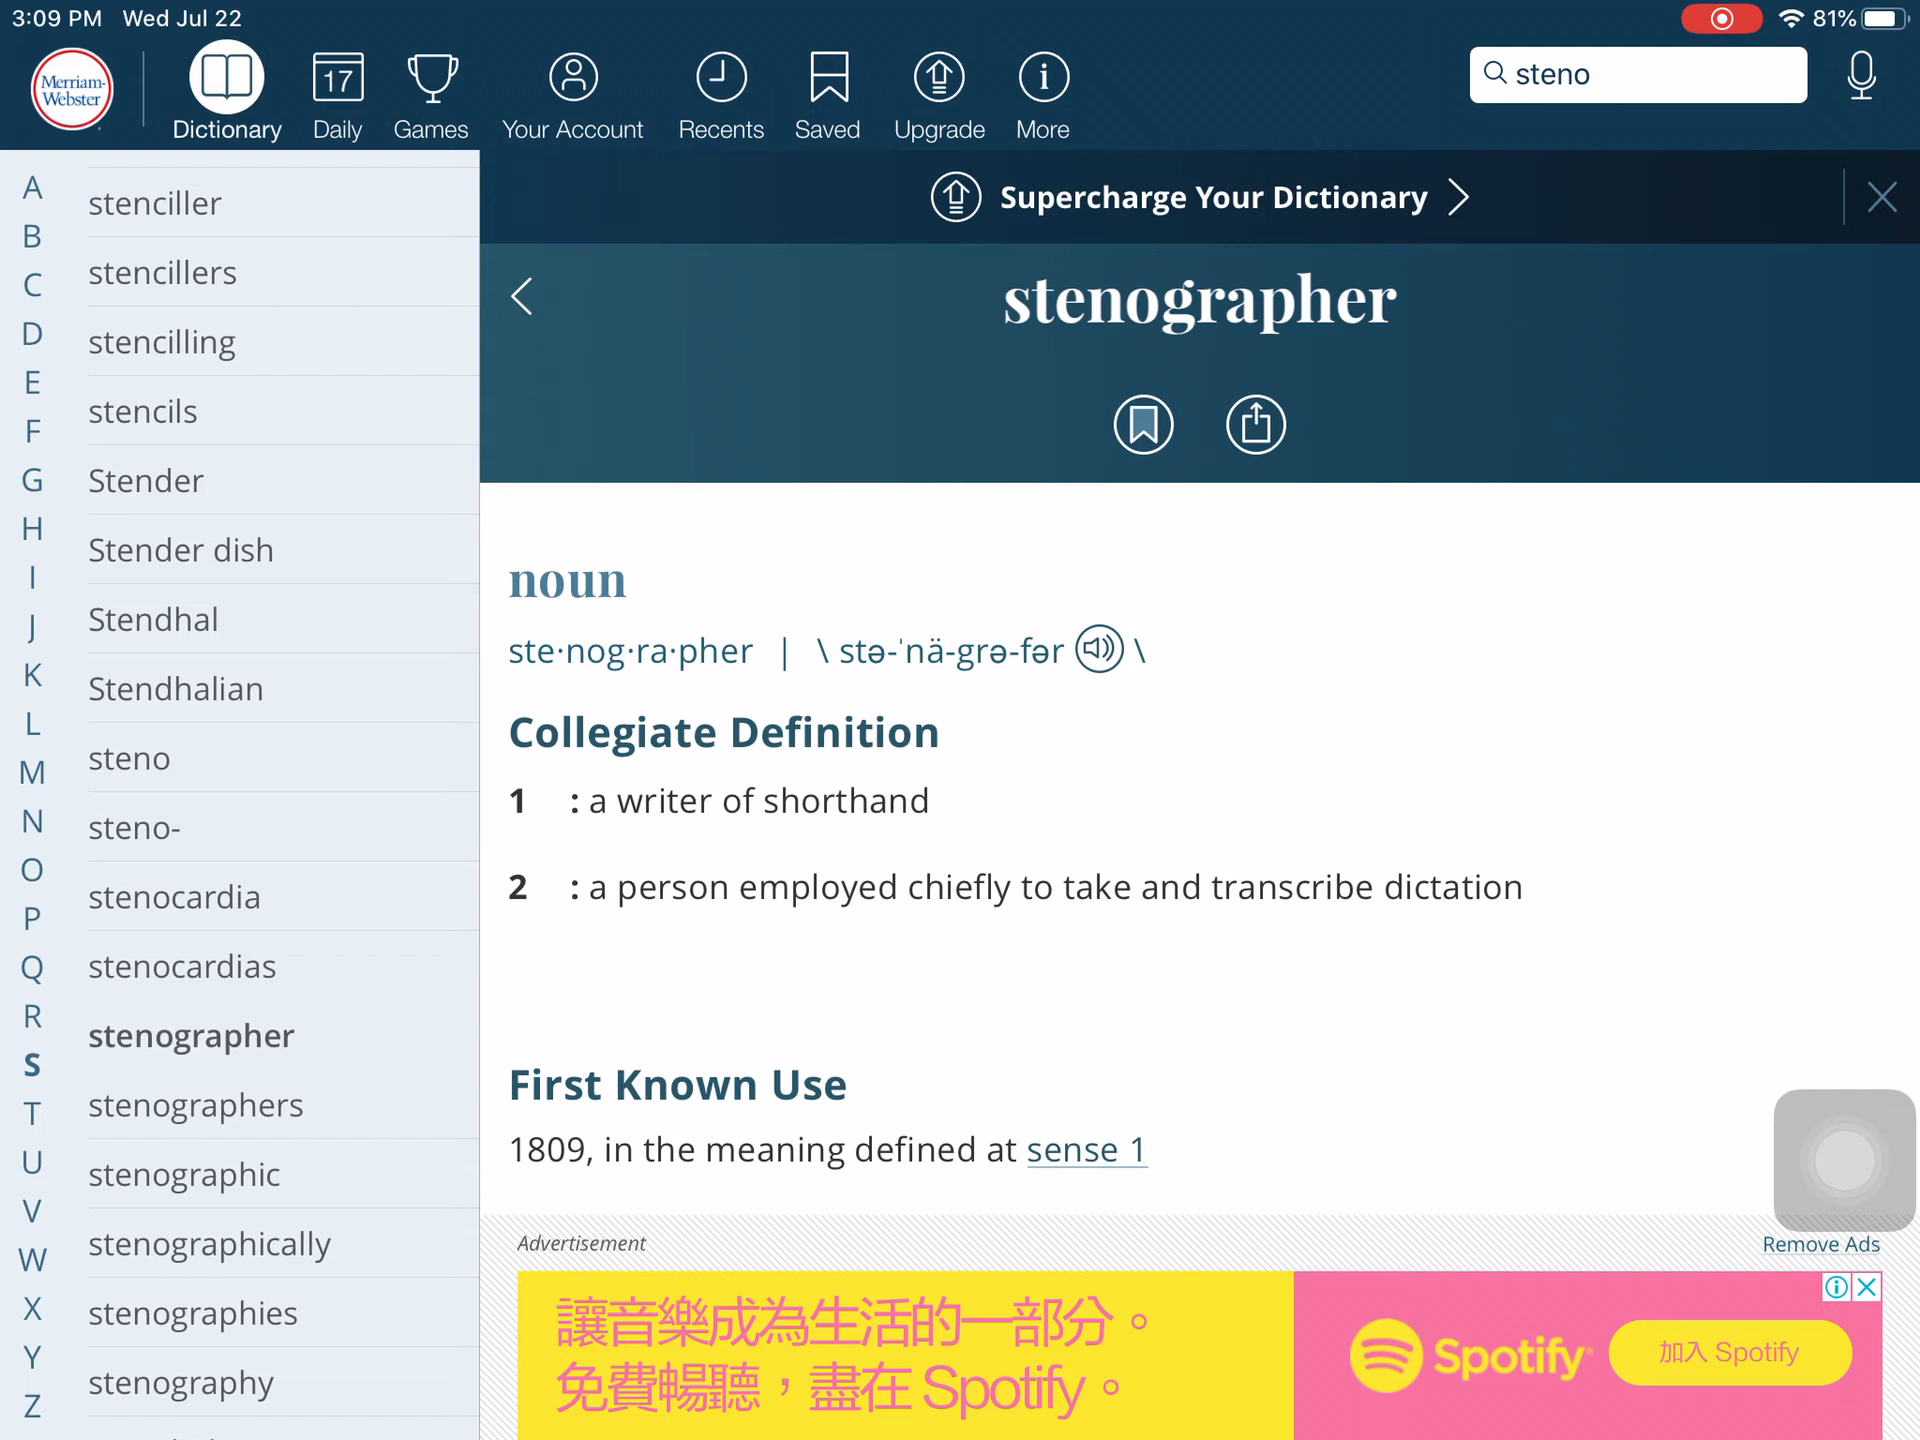 3:09 PM Wed Jul 22
81%
Merriam-
Webster
17
Dictionary Daily Games Your Account Recents Saved Upgrade More
steno
Supercharge Your Dictionary
A
B
C
D
E
F
G
H
I
J
K
L
M
N
O
P
Q
R
S
T
U
V
W
X
Y
Z
stenciller
stencillers
stencilling
stencils
Stender
Stender dish
Stendhal
Stendhalian
steno
steno-
stenocardia
stenocardias
stenographer
stenographers
stenographic
stenographically
stenographies
stenography
stenographer
noun
ste·nog·ra·pher | \ stə-ˈnä-grə-fər \
Collegiate Definition
1 : a writer of shorthand
2 : a person employed chiefly to take and transcribe dictation
First Known Use
1809, in the meaning defined at sense 1
Advertisement
Remove Ads
讓音樂成為生活的一部分。
免費暢聽，盡在 Spotify。
Spotify
加入 Spotify